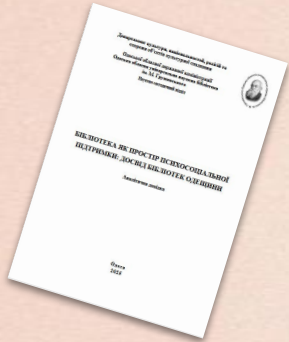 Департамент культури, національностей, релігій та
охорони об'єктів культурної спадщини
Одеської обласної державної адміністрації
Одеська обласна універсальна наукова бібліотека
ім. М. Грушевського
Науково-методичний відділ
БІБЛІОТЕКА ЯК ПРОСТІР ПСИХОСОЦІАЛЬНОЇ
ПІДТРИМКИ: ДОСВІД БІБЛІОТЕК ОДЕЩИНИ
Аналітична довідка
Одеса